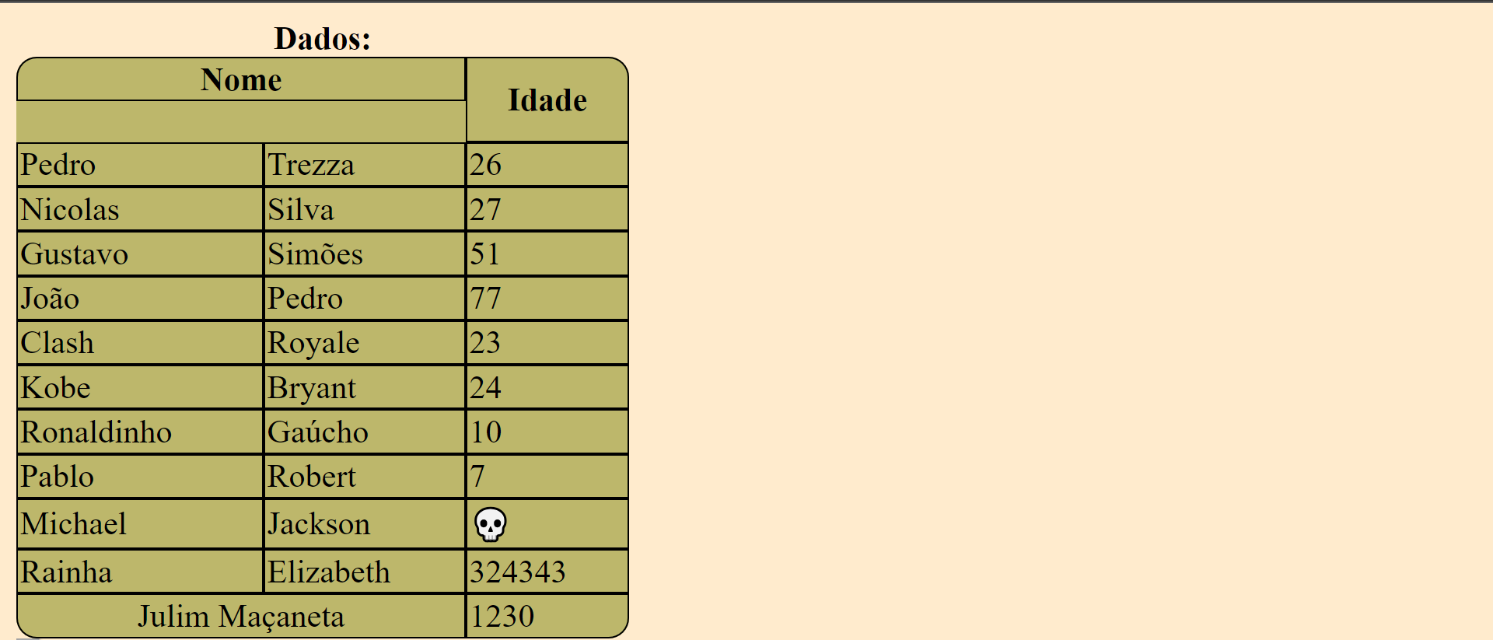 Dados:
Nome Idade
Pedro Trezza 26
Nicolas Silva 27
Gustavo Simões 51
João Pedro 77
Clash Royale 23
Kobe Bryant 24
Ronaldinho Gaúcho 10
Pablo Robert 7
Michael Jackson 💀
Rainha Elizabeth 324343
Julim Maçaneta 1230